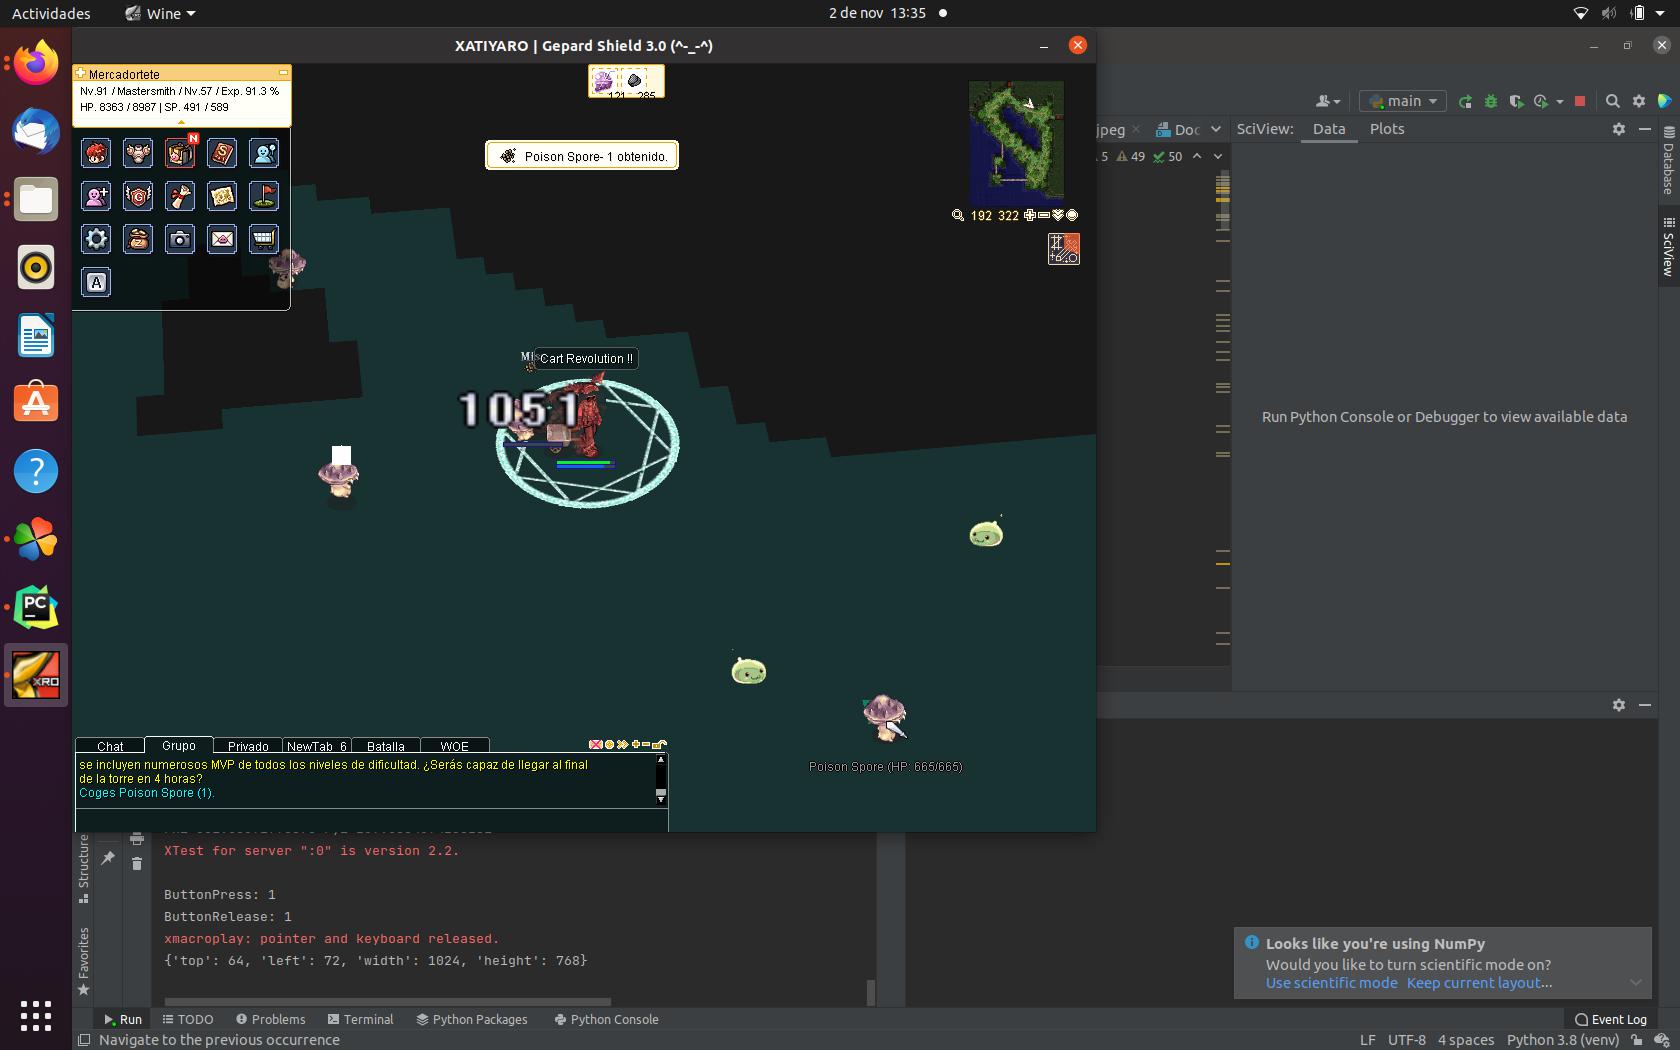 Actividades
Wine
2 de nov 13:35
XATIYARO | Gepard Shield 3.0 (^-_-^)
Mercadortete
Nv.91 / Mastersmith / Nv.57 / Exp. 91.3 %
HP. 8363 / 8987 | SP. 491 / 589
121 285
N
Poison Spore- 1 obtenido.
192 322
Cart Revolution !!
1051
Poison Spore (HP: 665/665)
Chat
Grupo
Privado
NewTab_6
Batalla
WOE
se incluyen numerosos MVP de todos los niveles de dificultad. ¿Serás capaz de llegar al final
de la torre en 4 horas?
Coges Poison Spore (1).
main
jpeg
Doc
SciView:
Data
Plots
5 49 50
Database
SciView
Run Python Console or Debugger to view available data
XTest for server ":0" is version 2.2.
ButtonPress: 1
ButtonRelease: 1
xmacroplay: pointer and keyboard released.
{'top': 64, 'left': 72, 'width': 1024, 'height': 768}
Structure
Favorites
Looks like you're using NumPy
Would you like to turn scientific mode on?
Use scientific mode Keep current layout...
Run
TODO
Problems
Terminal
Python Packages
Python Console
Event Log
Navigate to the previous occurrence
LF UTF-8 4 spaces Python 3.8 (venv)
PC
XRO